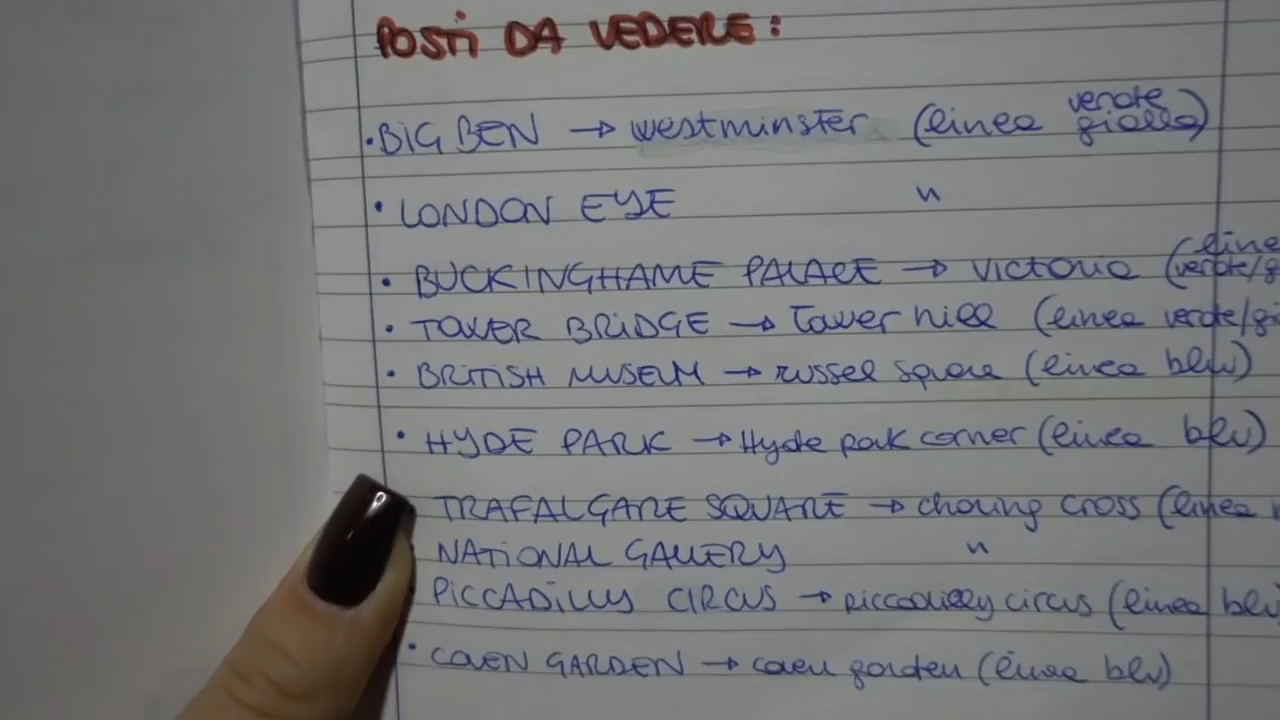 POSTI DA VEDERE:
• BIG BEN → westminster (linea verde gialla)
• LONDON EYE "
• BUCKINGHAME PALACE → Victoria (linea verde/g
• TOWER BRIDGE → Tower hill (linea verde/gi
• BRITISH MUSEUM → russel square (linea blu)
• HYDE PARK → Hyde park corner (linea blu)
TRAFALGARE SQUARE → charing cross (linea
NATIONAL GALLERY "
PICCADILLY CIRCUS → piccadilly circus (linea blu
• COVEN GARDEN → coven garden (linea blu)